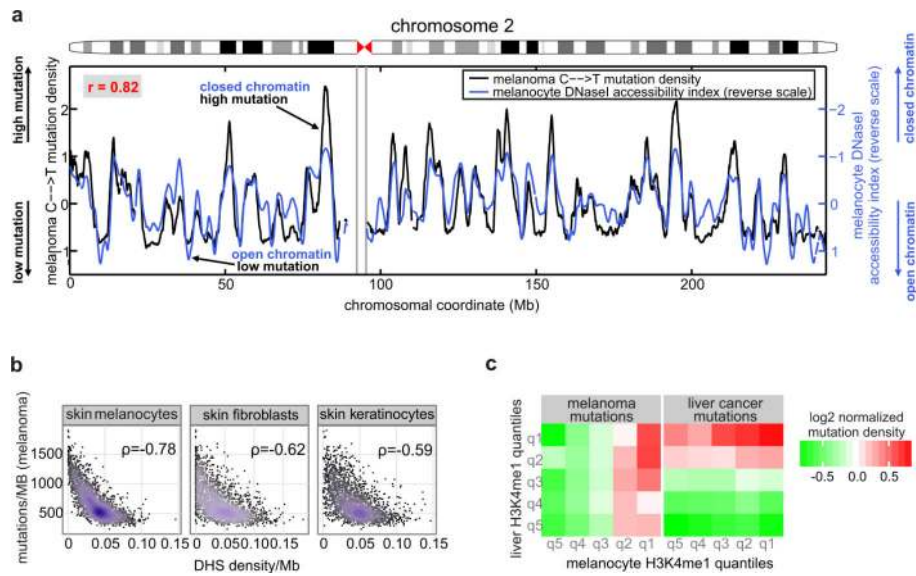 a
chromosome 2
high mutation
low mutation
melanoma C-->T mutation density
2
1
0
1
r = 0.82
closed chromatin
high mutation
open chromatin
low mutation
melanoma C-->T mutation density
melanocyte DNaseI accessibility index (reverse scale)
-2
-1
0
1
melanocyte DNaseI
accessibility index (reverse scale)
closed chromatin
open chromatin
0 50 100 150 200
chromosomal coordinate (Mb)
b
mutations/MB (melanoma)
skin melanocytes skin fibroblasts skin keratinocytes
ρ=-0.78 ρ=-0.62 ρ=-0.59
1500
1000
500
0 0.05 0.10 0.15 0 0.05 0.10 0.15 0 0.05 0.10 0.15
DHS density/Mb
c
liver H3K4me1 quantiles
melanoma
mutations
liver cancer
mutations
q1
q2
q3
q4
q5
q5 q4 q3 q2 q1 q5 q4 q3 q2 q1
melanocyte H3K4me1 quantiles
log2 normalized
mutation density
-0.5 0.0 0.5